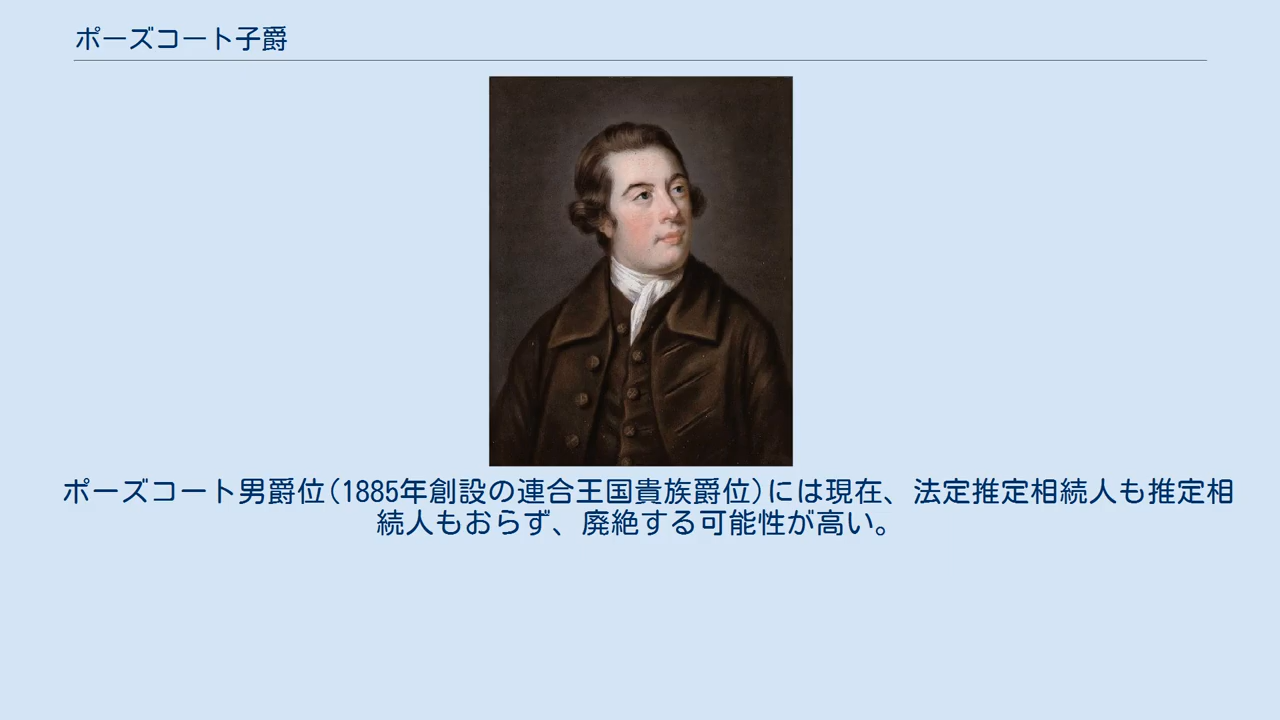 ポーズコート子爵
ポーズコート男爵位(1885年創設の連合王国貴族爵位)には現在、法定推定相続人も推定相
続人もおらず、廃絶する可能性が高い。